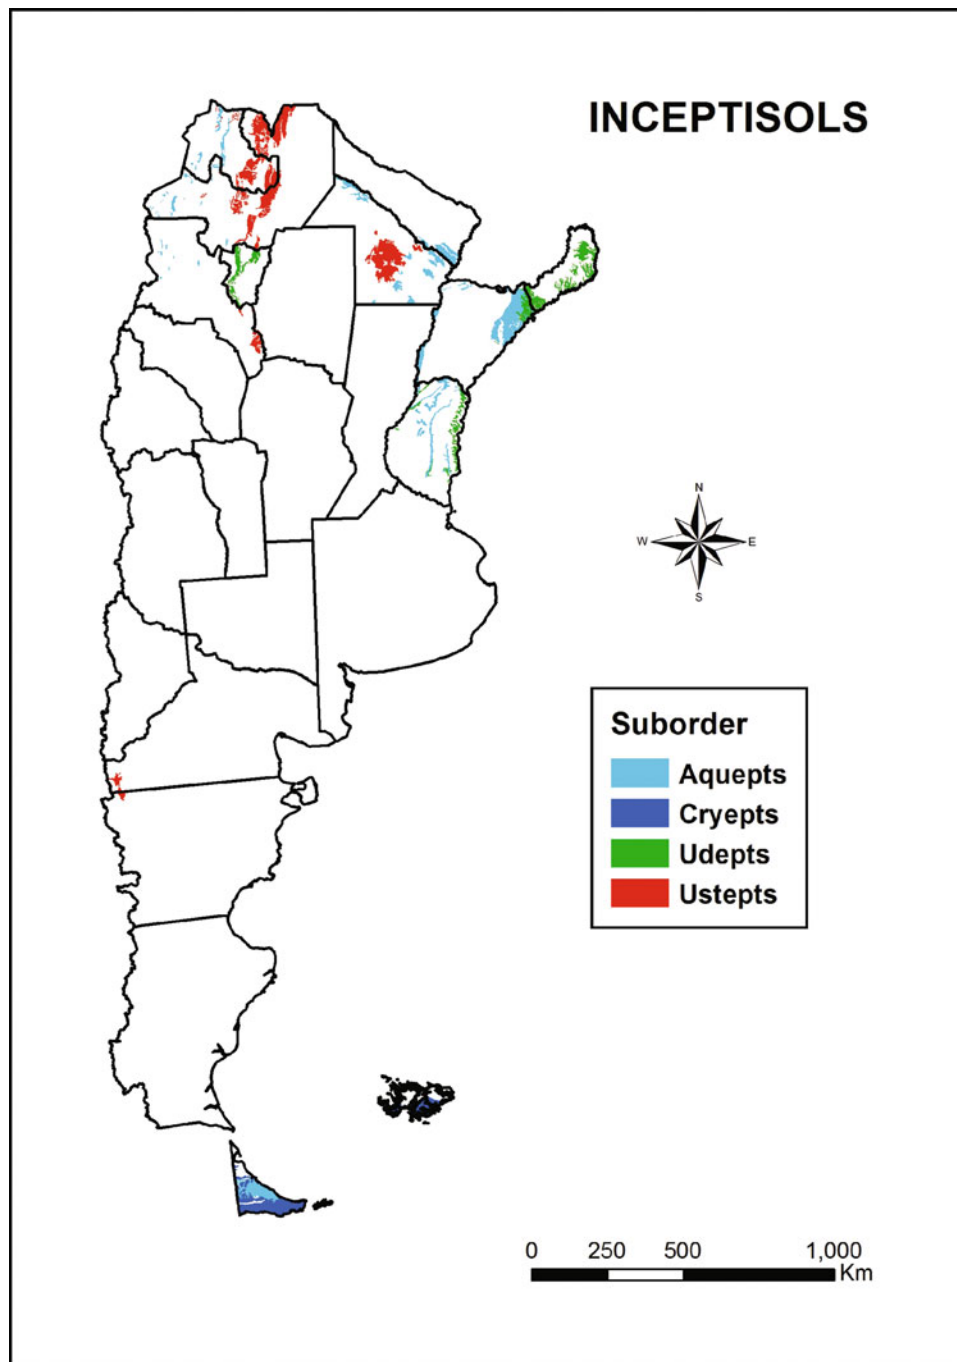 INCEPTISOLS
N
W E
S
Suborder
Aquepts
Cryepts
Udepts
Ustepts
0 250 500 1,000
Km